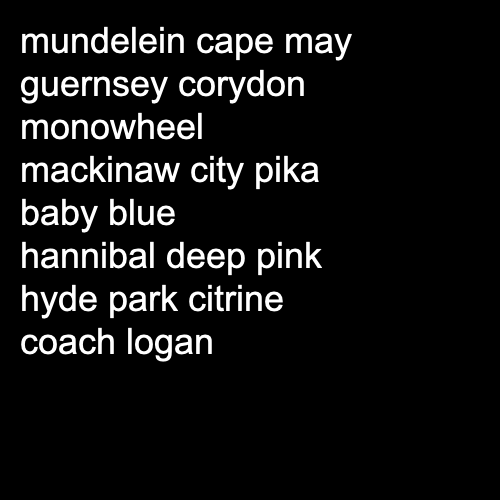 mundelein cape may
guernsey corydon
monowheel
mackinaw city pika
baby blue
hannibal deep pink
hyde park citrine
coach logan